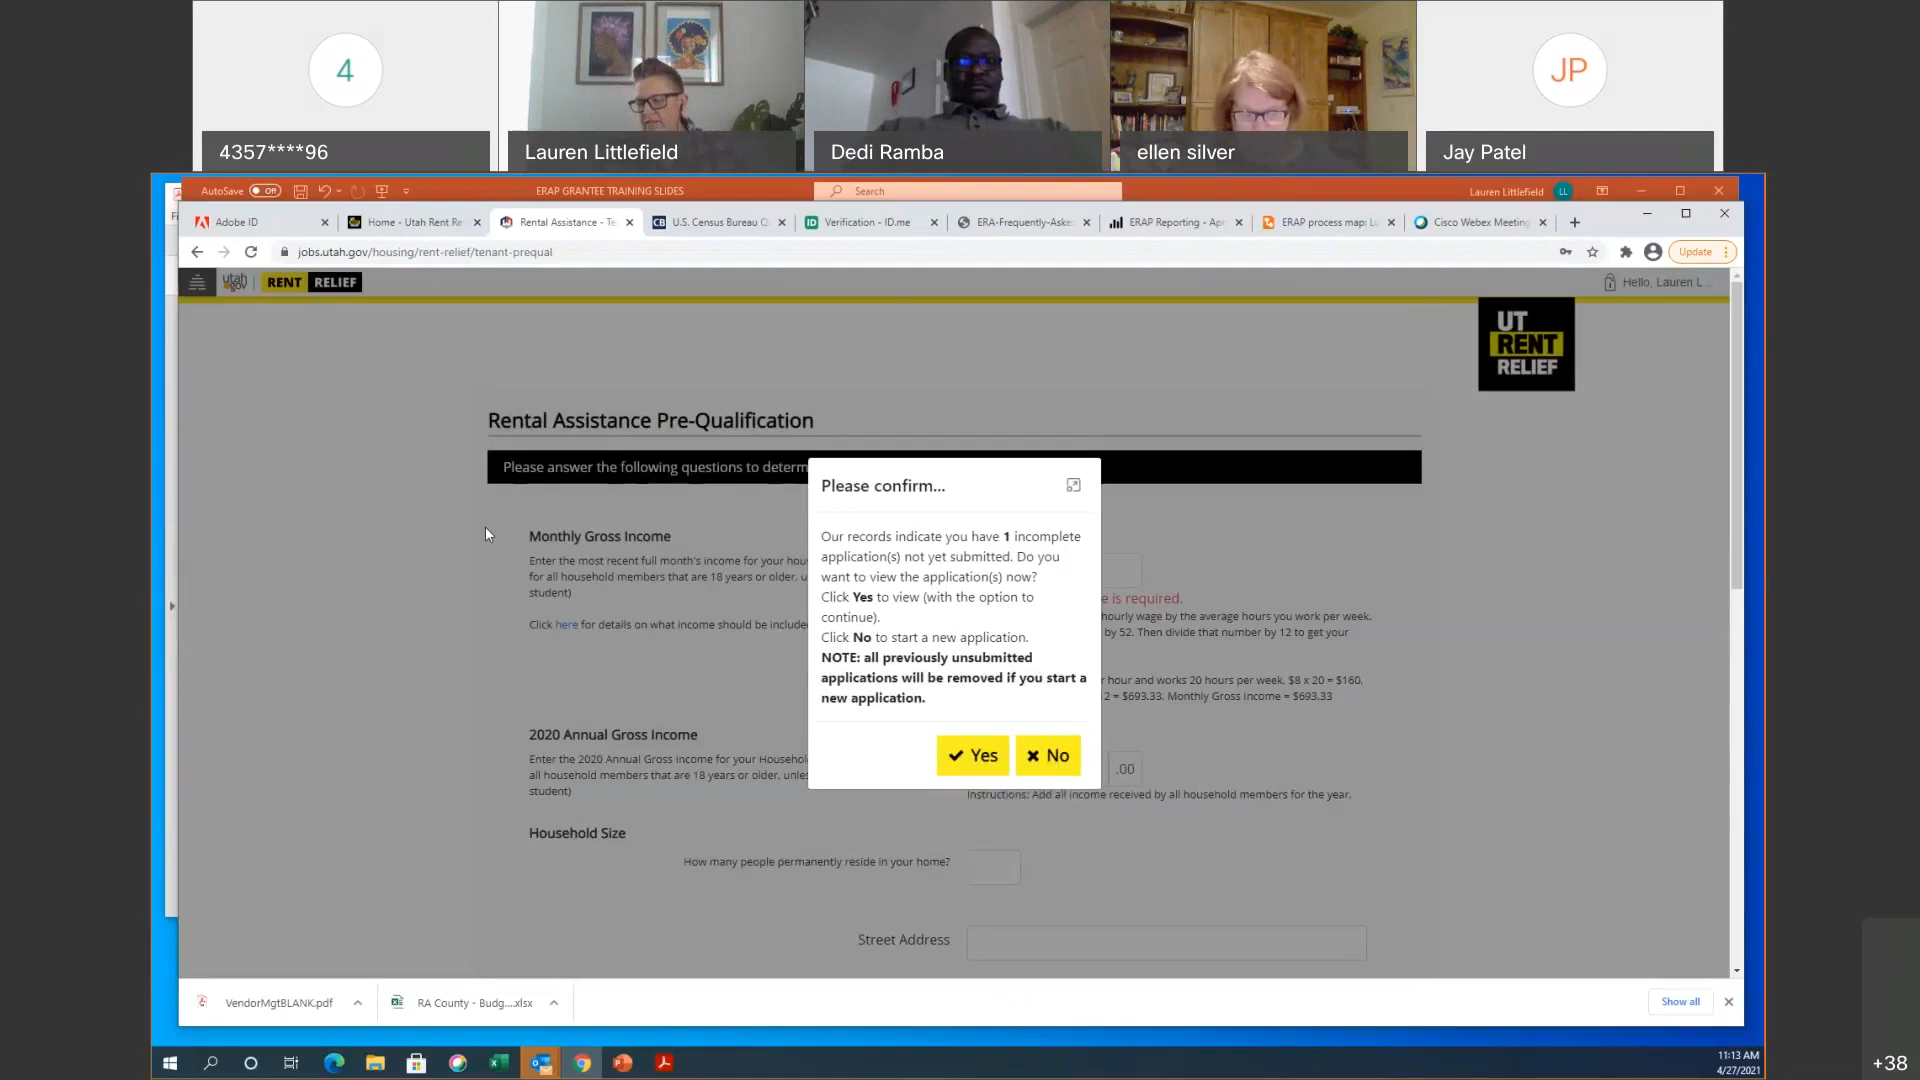 4
JP
4357****96
Lauren Littlefield
Dedi Ramba
ellen silver
Jay Patel
AutoSave Off
ERAP GRANTEE TRAINING SLIDES
Search
Lauren Littlefield LL
Adobe ID
Home - Utah Rent Re
Rental Assistance - Te
U.S. Census Bureau Q
Verification - ID.me
ERA-Frequently-Aske
ERAP Reporting - Apr
ERAP process map: Lu
Cisco Webex Meeting
jobs.utah.gov/housing/rent-relief/tenant-prequal
Update
utah gov RENT RELIEF
Hello, Lauren L...
UT
RENT
RELIEF
Rental Assistance Pre-Qualification
Please answer the following questions to determ
Please confirm...
Our records indicate you have 1 incomplete
application(s) not yet submitted. Do you
want to view the application(s) now?
Click Yes to view (with the option to
continue).
Click No to start a new application.
NOTE: all previously unsubmitted
applications will be removed if you start a
new application.
Yes
No
Monthly Gross Income
Enter the most recent full month's income for your hou
for all household members that are 18 years or older, u
student)
Click here for details on what income should be include
e is required.
hourly wage by the average hours you work per week.
by 52. Then divide that number by 12 to get your
r hour and works 20 hours per week. $8 x 20 = $160,
2 = $693.33. Monthly Gross Income = $693.33
2020 Annual Gross Income
Enter the 2020 Annual Gross Income for your Househol
all household members that are 18 years or older, unle
student)
.00
Instructions: Add all income received by all household members for the year.
Household Size
How many people permanently reside in your home?
Street Address
VendorMgtBLANK.pdf
RA County - Budg....xlsx
Show all
11:13 AM
4/27/2021
+38